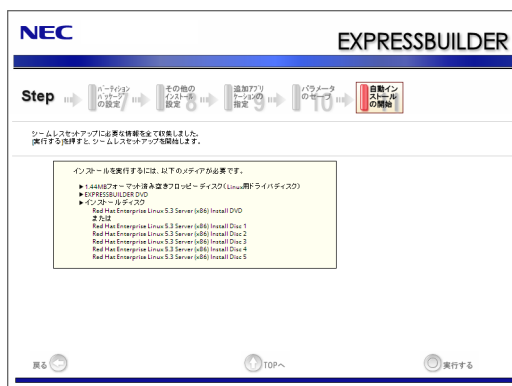 NEC
EXPRESSBUILDER
Step
パーティション
パッケージ
の設定
7
その他の
インストール
設定
8
追加アプリ
ケーションの
指定
9
パラメータ
のセーブ
10
自動イン
ストール
の開始
11
シームレスセットアップに必要な情報を全て収集しました。
[実行する]を押すと、シームレスセットアップを開始します。
インストールを実行するには、以下のメディアが必要です。
▶1.44MBフォーマット済み空きフロッピーディスク(Linux用ドライバディスク)
▶EXPRESSBUILDER DVD
▶インストールディスク
Red Hat Enterprise Linux 5.3 Server (x86) Install DVD
または
Red Hat Enterprise Linux 5.3 Server (x86) Install Disc 1
Red Hat Enterprise Linux 5.3 Server (x86) Install Disc 2
Red Hat Enterprise Linux 5.3 Server (x86) Install Disc 3
Red Hat Enterprise Linux 5.3 Server (x86) Install Disc 4
Red Hat Enterprise Linux 5.3 Server (x86) Install Disc 5
戻る
TOPへ
実行する